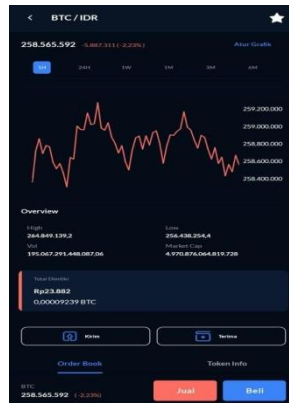 BTC/IDR
258.565.592 -5.887.311 (-2,23%) Atur Grafik
1H 24H 1W 1M 3M 6M
259.200.000
259.000.000
258.800.000
258.600.000
258.400.000
Overview
High Low
264.849.139,2 256.438.254,4
Vol Market Cap
195.067.291.448.087,06 4.970.876.064.819.728
Total Dimiliki
Rp23.882
0,00009239 BTC
Kirim Terima
Order Book Token Info
BTC
258.565.592 (-2,23%)
Jual Beli